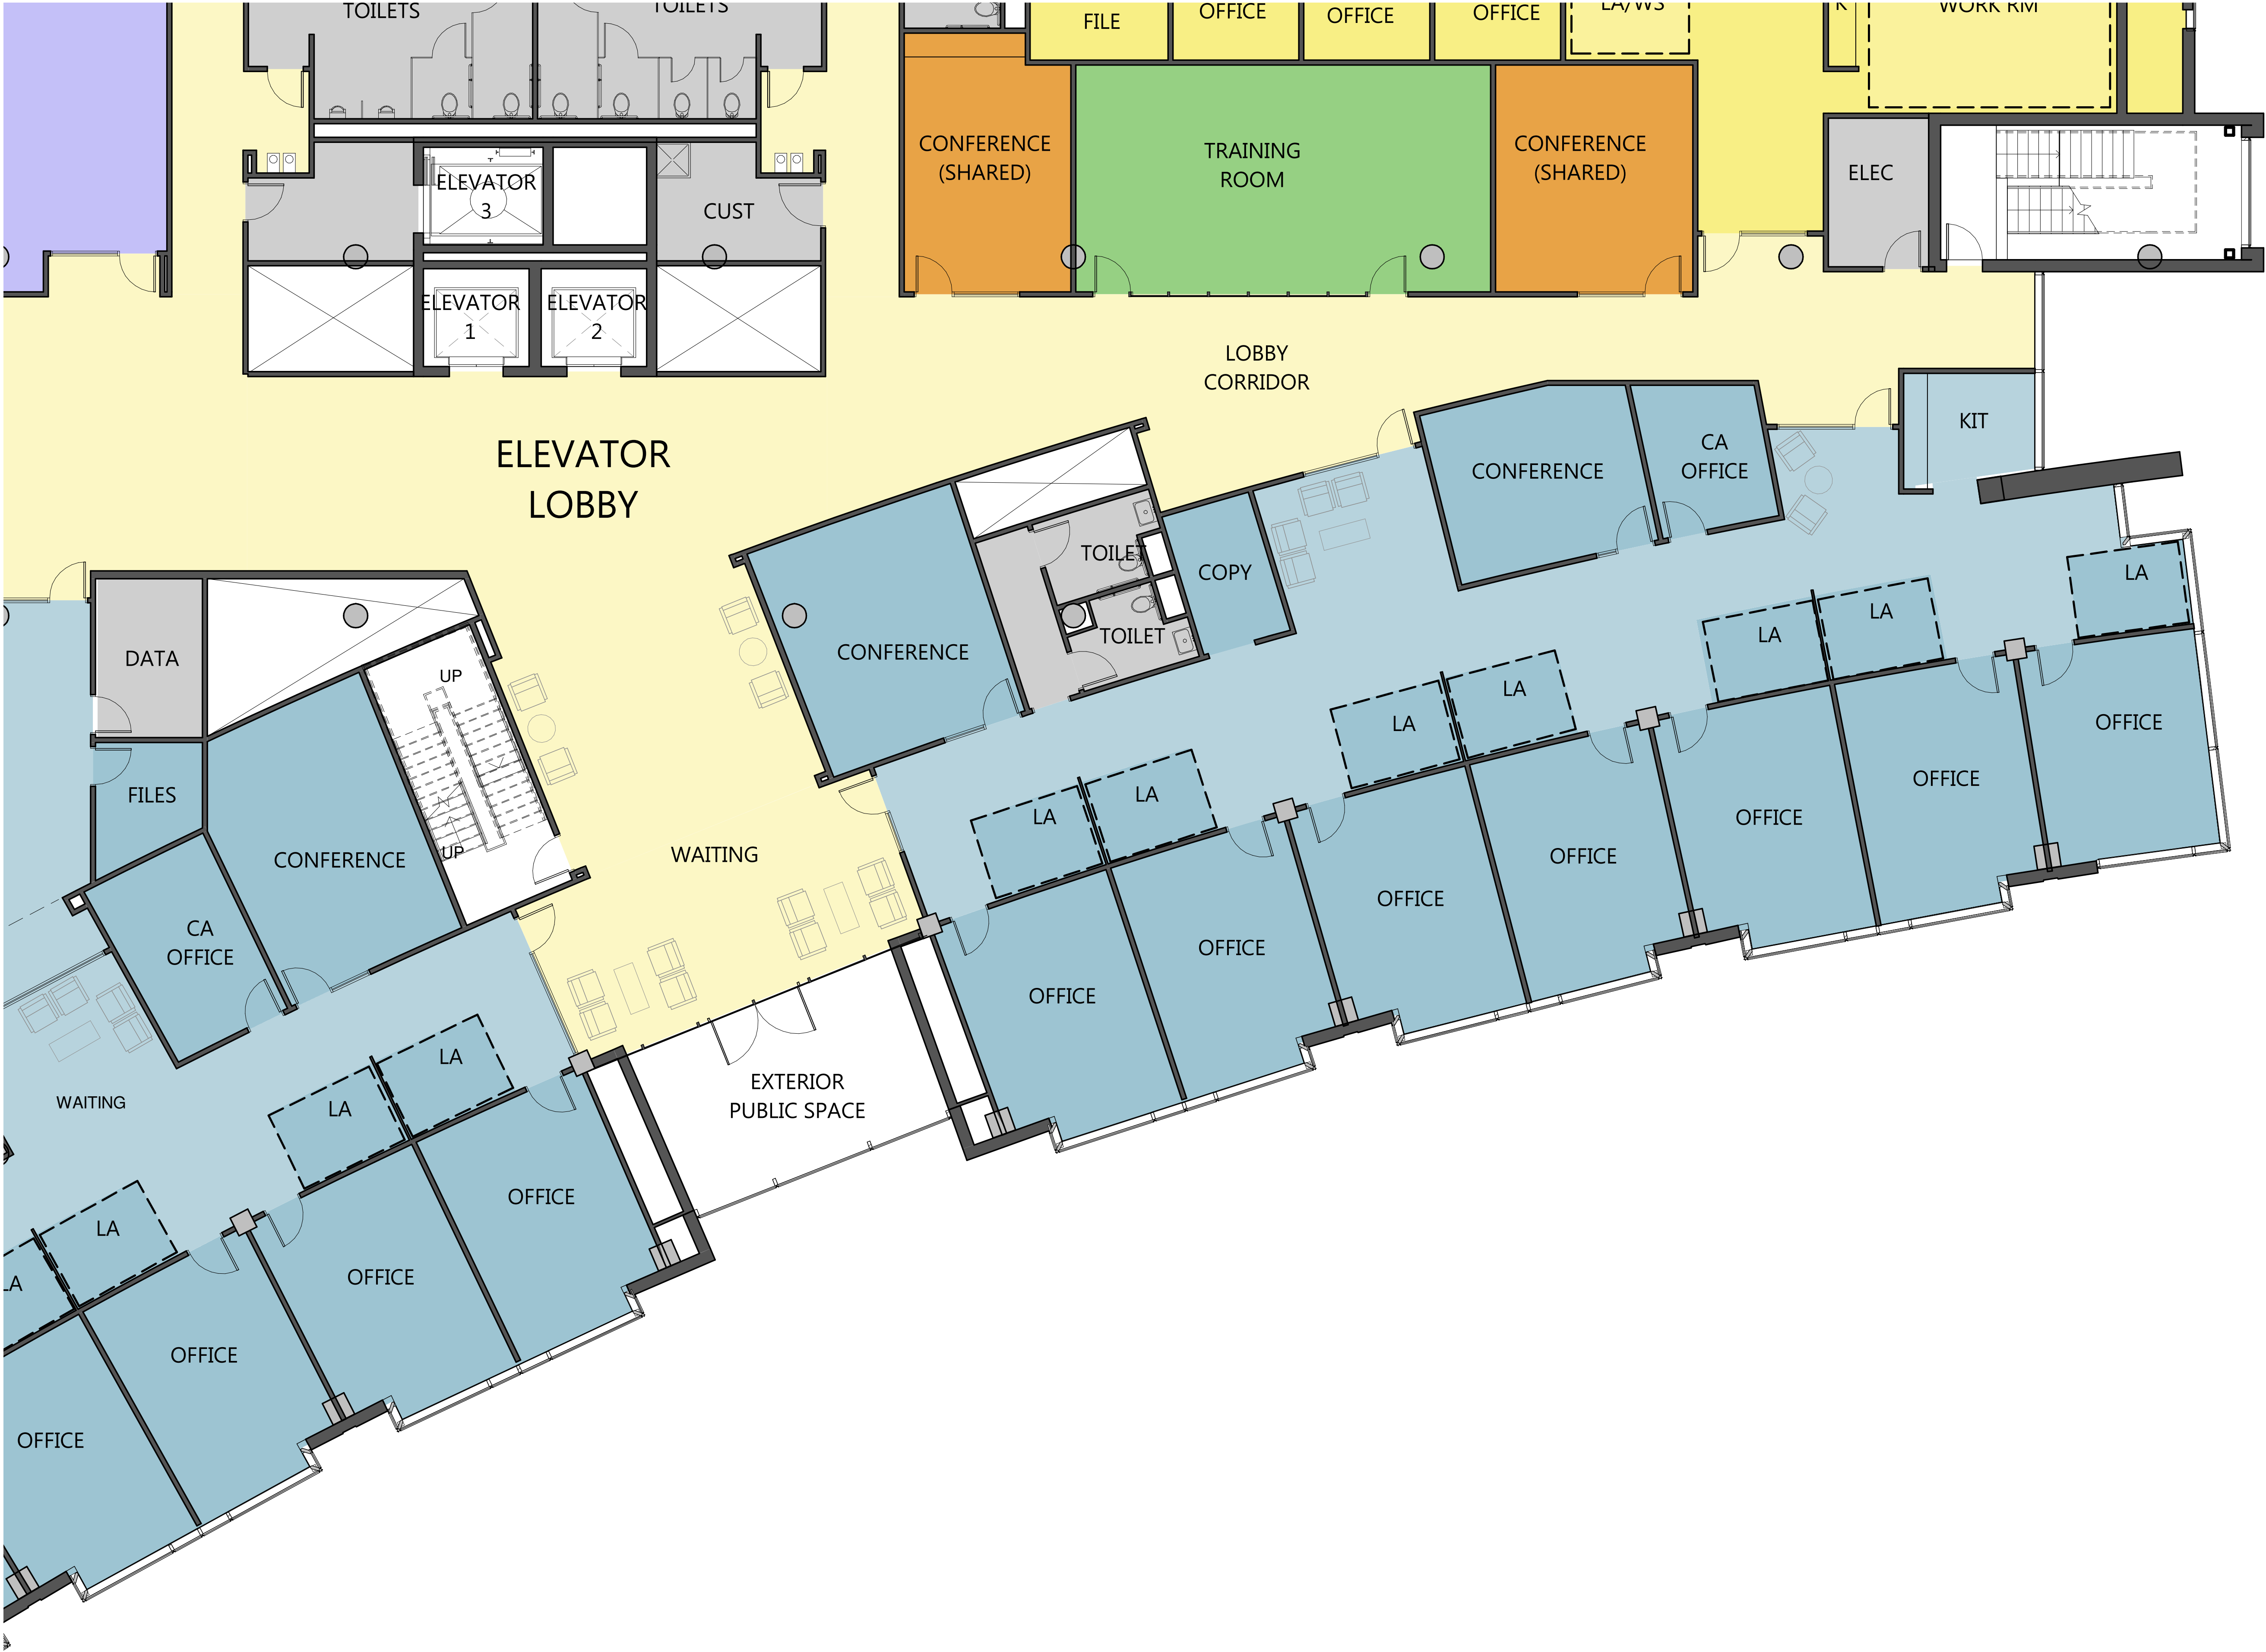 TOILETS
TOILETS
FILE
OFFICE
OFFICE
OFFICE
LA/WS
WORK RM
CONFERENCE
(SHARED)
TRAINING
ROOM
CONFERENCE
(SHARED)
ELEC
ELEVATOR
3
CUST
ELEVATOR
1
ELEVATOR
2
LOBBY
CORRIDOR
ELEVATOR
LOBBY
CONFERENCE
CA
OFFICE
KIT
TOILET
COPY
LA
TOILET
LA
LA
DATA
UP
CONFERENCE
LA
LA
OFFICE
FILES
UP
CONFERENCE
WAITING
LA
LA
OFFICE
OFFICE
OFFICE
OFFICE
CA
OFFICE
OFFICE
OFFICE
WAITING
LA
LA
EXTERIOR
PUBLIC SPACE
LA
LA
OFFICE
OFFICE
OFFICE
OFFICE